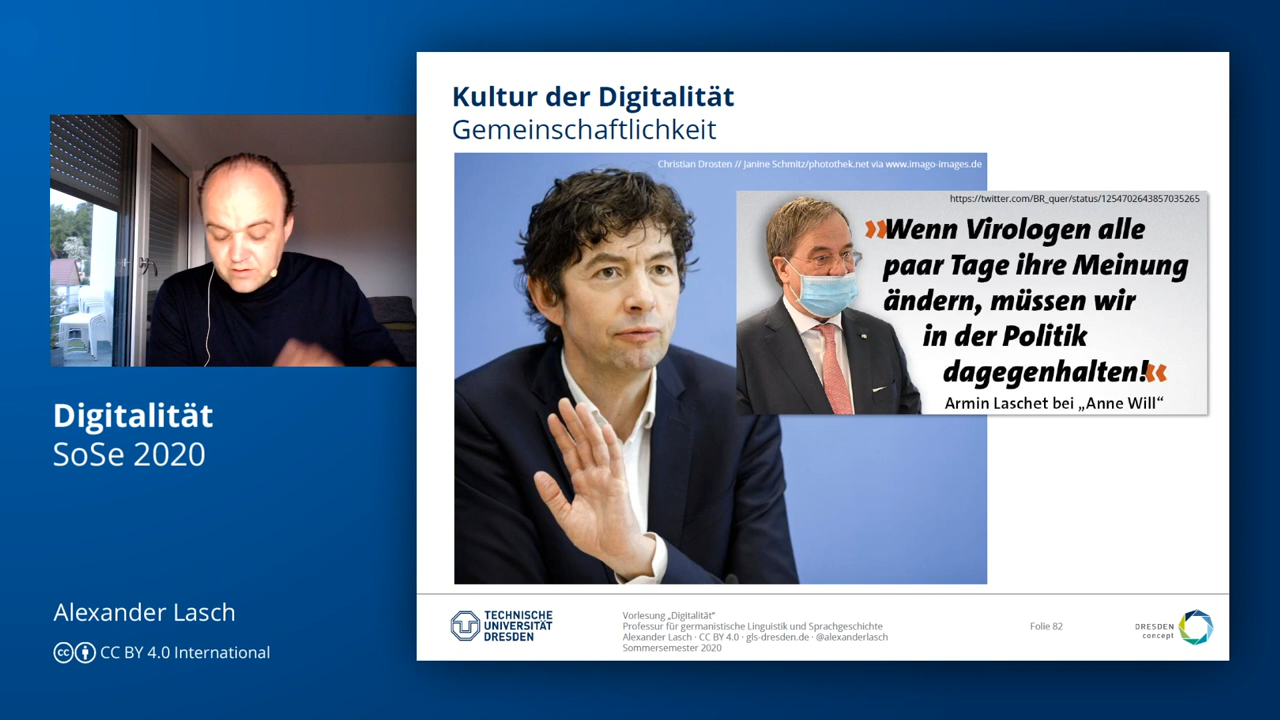 Kultur der Digitalität
Gemeinschaftlichkeit
Christian Drosten // Janine Schmitz/photothek.net via www.imago-images.de
https://twitter.com/BR_quer/status/1254702643857035265
»Wenn Virologen alle
paar Tage ihre Meinung
ändern, müssen wir
in der Politik
dagegenhalten!«
Armin Laschet bei „Anne Will“
Digitalität
SoSe 2020
Alexander Lasch
CC BY 4.0 International
TECHNISCHE
UNIVERSITÄT
DRESDEN
Vorlesung „Digitalität“
Professur für germanistische Linguistik und Sprachgeschichte
Alexander Lasch · CC BY 4.0 · gls-dresden.de · @alexanderlasch
Sommersemester 2020
Folie 82
DRESDEN
concept